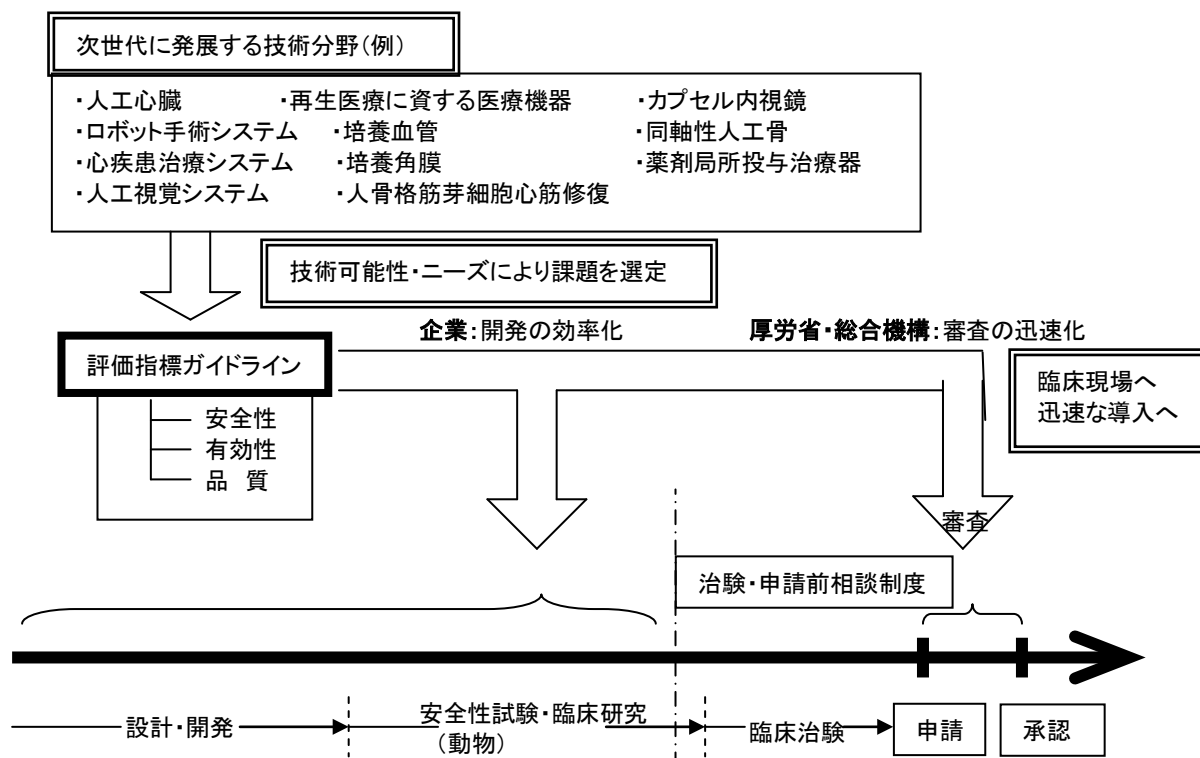 次世代に発展する技術分野(例)
・人工心臓 ・再生医療に資する医療機器 ・カプセル内視鏡
・ロボット手術システム ・培養血管 ・同軸性人工骨
・心疾患治療システム ・培養角膜 ・薬剤局所投与治療器
・人工視覚システム ・人骨格筋芽細胞心筋修復
技術可能性・ニーズにより課題を選定
企業:開発の効率化 厚労省・総合機構:審査の迅速化
評価指標ガイドライン
臨床現場へ
迅速な導入へ
安全性
有効性
品 質
審査
治験・申請前相談制度
設計・開発 安全性試験・臨床研究 臨床治験 申請 承認
(動物)